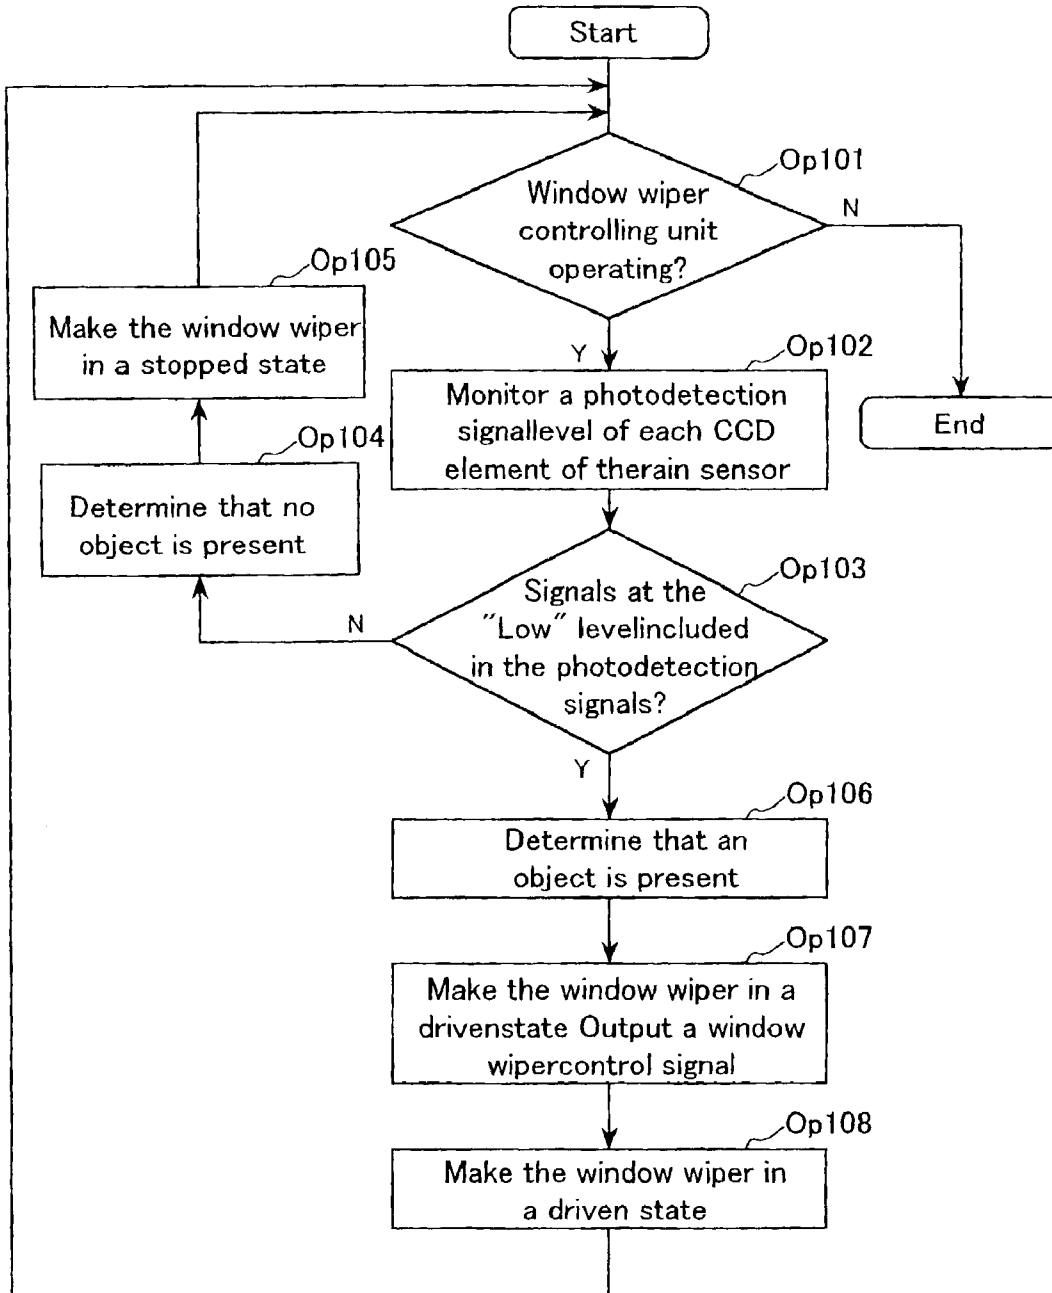 Start
Op101
Window wiper
controlling unit
operating?
N
Y
Op105
Make the window wiper
in a stopped state
Op102
Monitor a photodetection
signallevel of each CCD
element of therain sensor
End
Op104
Determine that no
object is present
Op103
Signals at the
"Low" levelincluded
in the photodetection
signals?
N
Y
Op106
Determine that an
object is present
Op107
Make the window wiper in a
drivenstate Output a window
wipercontrol signal
Op108
Make the window wiper in
a driven state